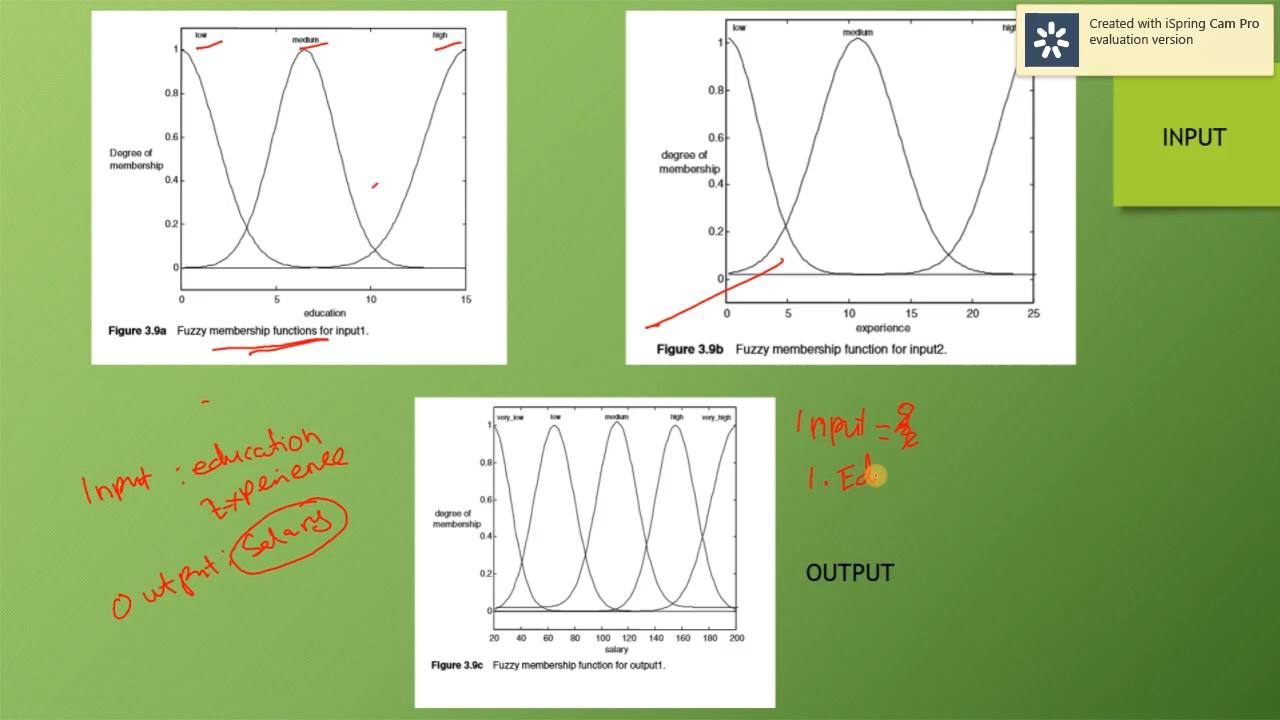 Created with iSpring Cam Pro
evaluation version
INPUT
low medium high
1
0.8
0.6
0.4
0.2
0
Degree of
membership
0 5 10 15
education
Figure 3.9a Fuzzy membership functions for input1.
low medium
1
0.8
0.6
0.4
0.2
0
degree of
membership
0 5 10 15 20 25
experience
Figure 3.9b Fuzzy membership function for input2.
Input : education
Experience
Output : Salary
very_low low medium high very_high
1
0.8
0.6
0.4
0.2
0
degree of
membership
20 40 60 80 100 120 140 160 180 200
salary
Figure 3.9c Fuzzy membership function for output1.
Input =
1. Ed
OUTPUT